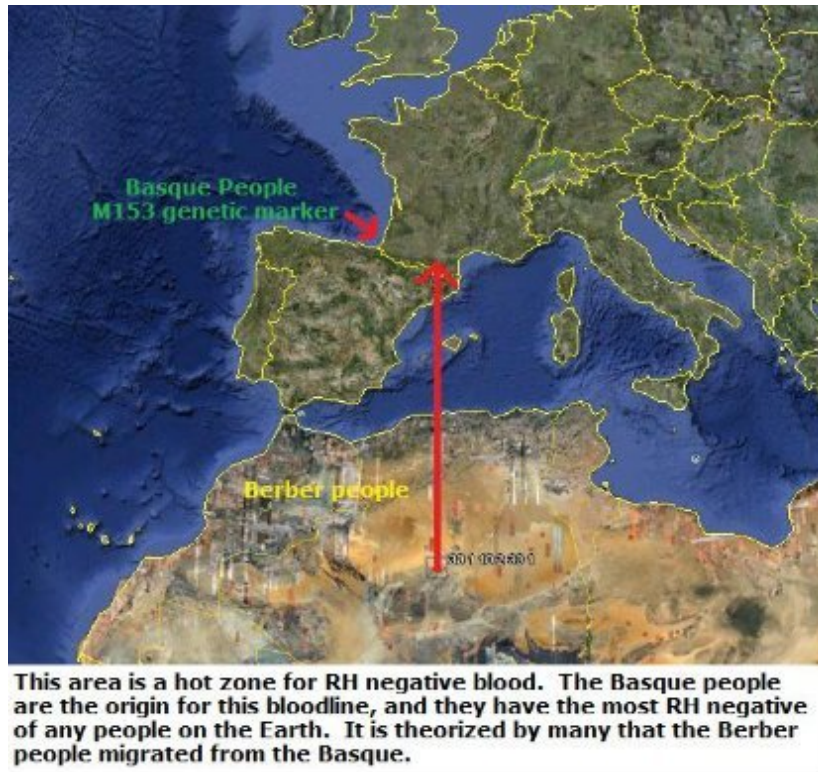 Basque People
M153 genetic marker
Berber people
This area is a hot zone for RH negative blood. The Basque people
are the origin for this bloodline, and they have the most RH negative
of any people on the Earth. It is theorized by many that the Berber
people migrated from the Basque.